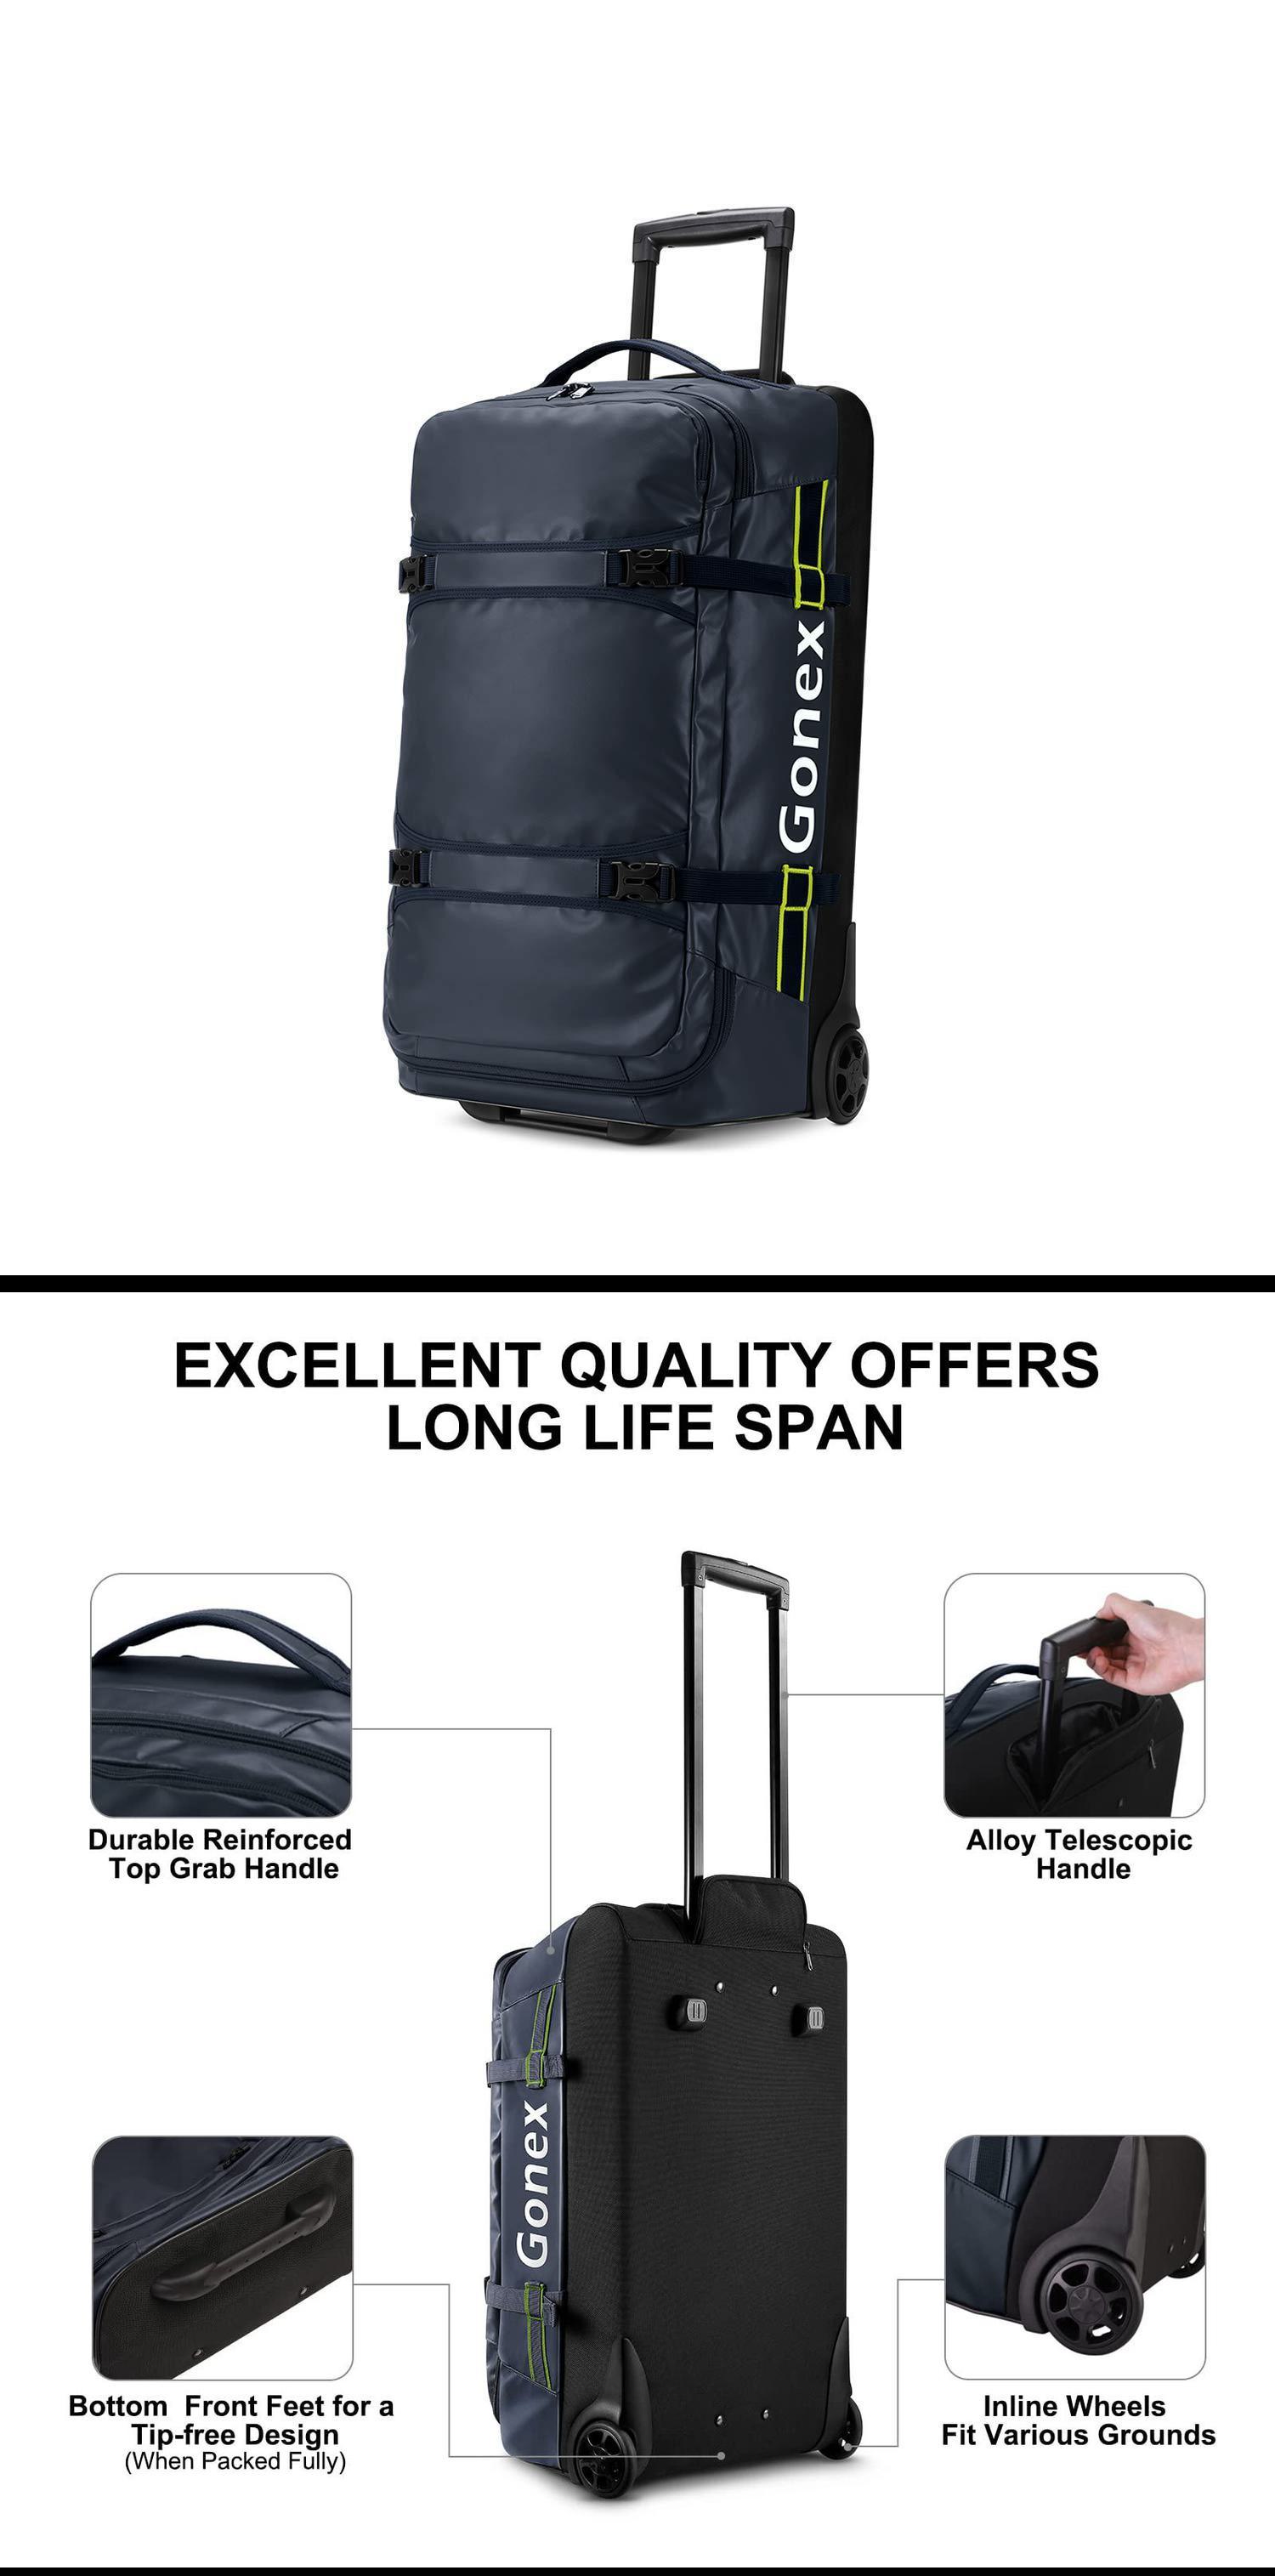 Gonex
EXCELLENT QUALITY OFFERS
LONG LIFE SPAN
Durable Reinforced
Top Grab Handle
Alloy Telescopic
Handle
Gonex
Bottom  Front Feet for a
Tip-free Design
(When Packed Fully)
Inline Wheels
Fit Various Grounds